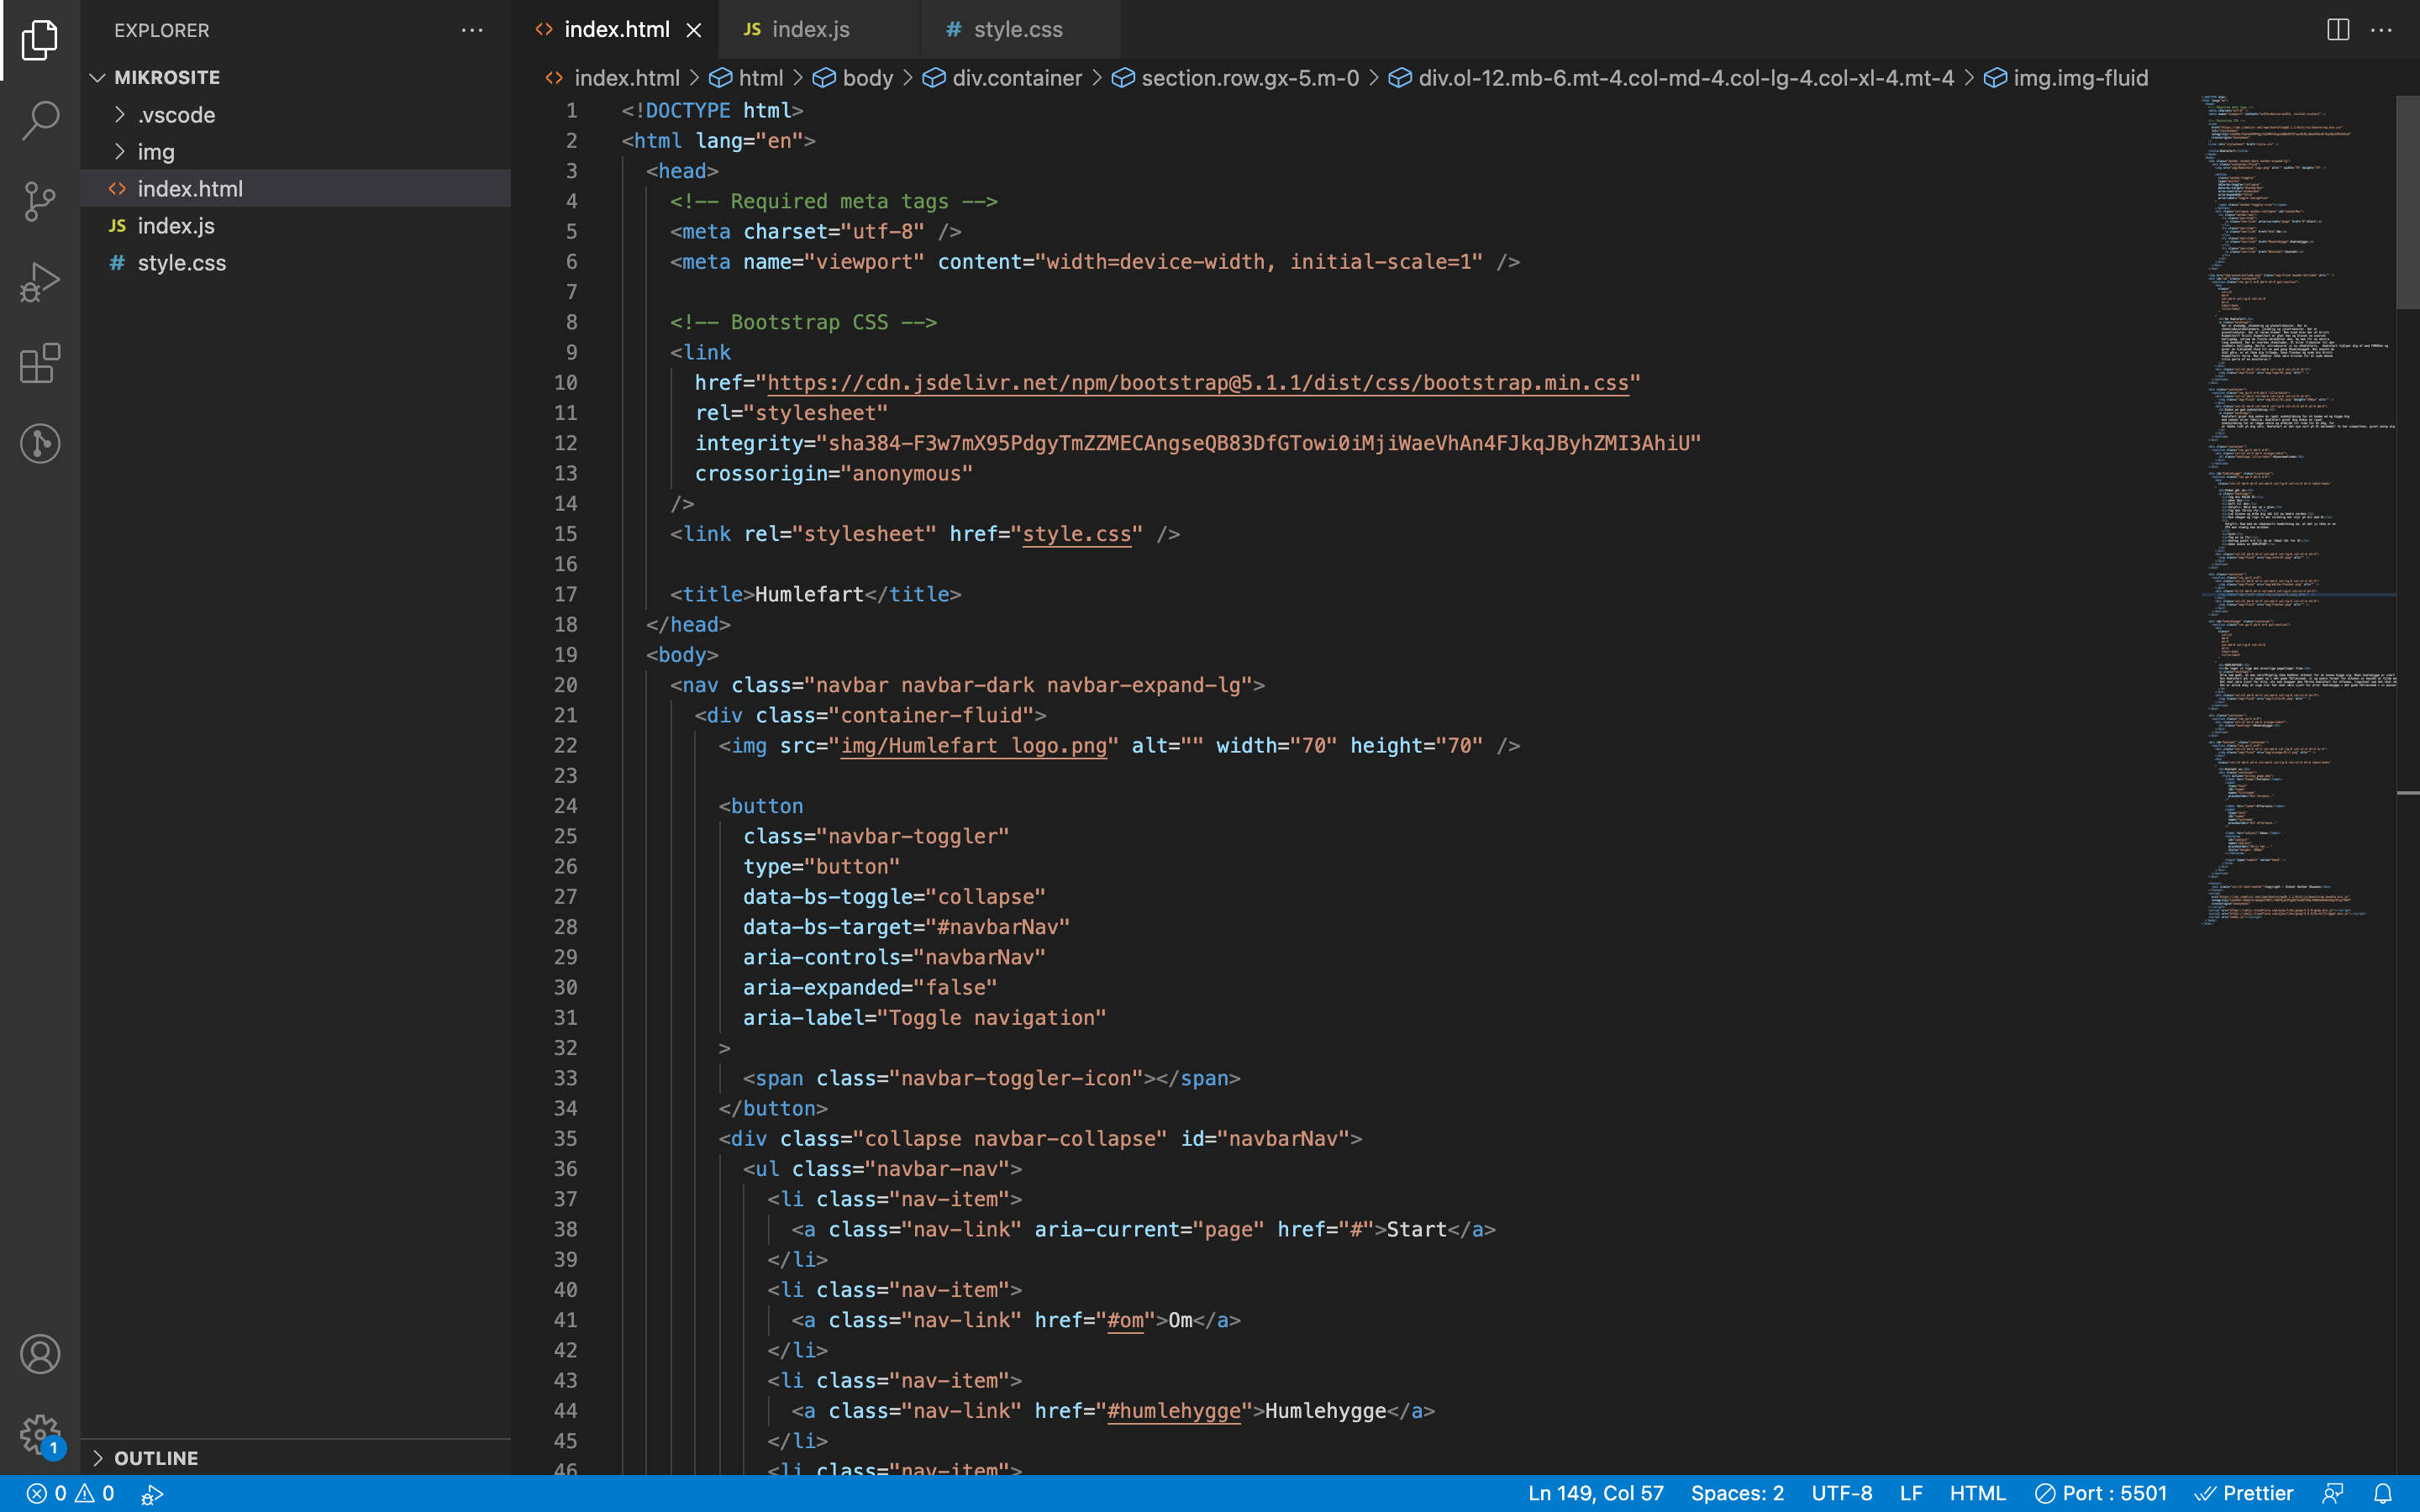 EXPLORER
MIKROSITE
.vscode
img
index.html
JS index.js
# style.css
OUTLINE
1
index.html
JS index.js
# style.css
index.html > html > body > div.container > section.row.gx-5.m-0 > div.ol-12.mb-6.mt-4.col-md-4.col-lg-4.col-xl-4.mt-4 > img.img-fluid
1 <!DOCTYPE html>
2 <html lang="en">
3 <head>
4 <!-- Required meta tags -->
5 <meta charset="utf-8" />
6 <meta name="viewport" content="width=device-width, initial-scale=1" />
7
8 <!-- Bootstrap CSS -->
9 <link
10 href="https://cdn.jsdelivr.net/npm/bootstrap@5.1.1/dist/css/bootstrap.min.css"
11 rel="stylesheet"
12 integrity="sha384-F3w7mX95PdgyTmZZMECAngseQB83DfGTowi0iMjiWaeVhAn4FJkqJByhZMI3AhiU"
13 crossorigin="anonymous"
14 />
15 <link rel="stylesheet" href="style.css" />
16
17 <title>Humlefart</title>
18 </head>
19 <body>
20 <nav class="navbar navbar-dark navbar-expand-lg">
21 <div class="container-fluid">
22 <img src="img/Humlefart logo.png" alt="" width="70" height="70" />
23
24 <button
25 class="navbar-toggler"
26 type="button"
27 data-bs-toggle="collapse"
28 data-bs-target="#navbarNav"
29 aria-controls="navbarNav"
30 aria-expanded="false"
31 aria-label="Toggle navigation"
32 >
33 <span class="navbar-toggler-icon"></span>
34 </button>
35 <div class="collapse navbar-collapse" id="navbarNav">
36 <ul class="navbar-nav">
37 <li class="nav-item">
38 <a class="nav-link" aria-current="page" href="#">Start</a>
39 </li>
40 <li class="nav-item">
41 <a class="nav-link" href="#om">Om</a>
42 </li>
43 <li class="nav-item">
44 <a class="nav-link" href="#humlehygge">Humlehygge</a>
45 </li>
46 <li class="nav-item">
0 0
Ln 149, Col 57 Spaces: 2 UTF-8 LF HTML Port : 5501 Prettier